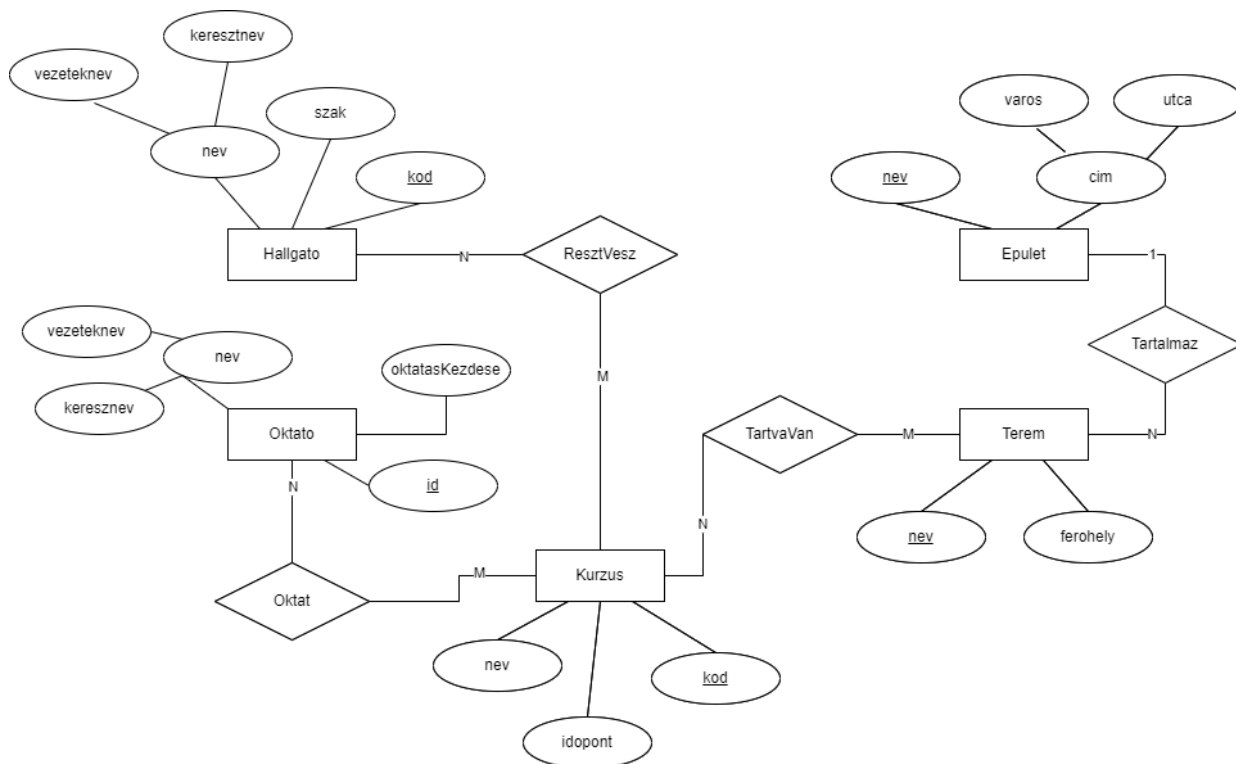 keresztnev
vezeteknev
nev
szak
kod
Hallgato
N
ResztVesz
M
varos
utca
nev
cim
Epulet
1
Tartalmaz
N
vezeteknev
nev
keresznev
oktatasKezdese
Oktato
id
N
Oktat
M
TartvaVan
M
N
Terem
nev
ferohely
Kurzus
nev
kod
idopont